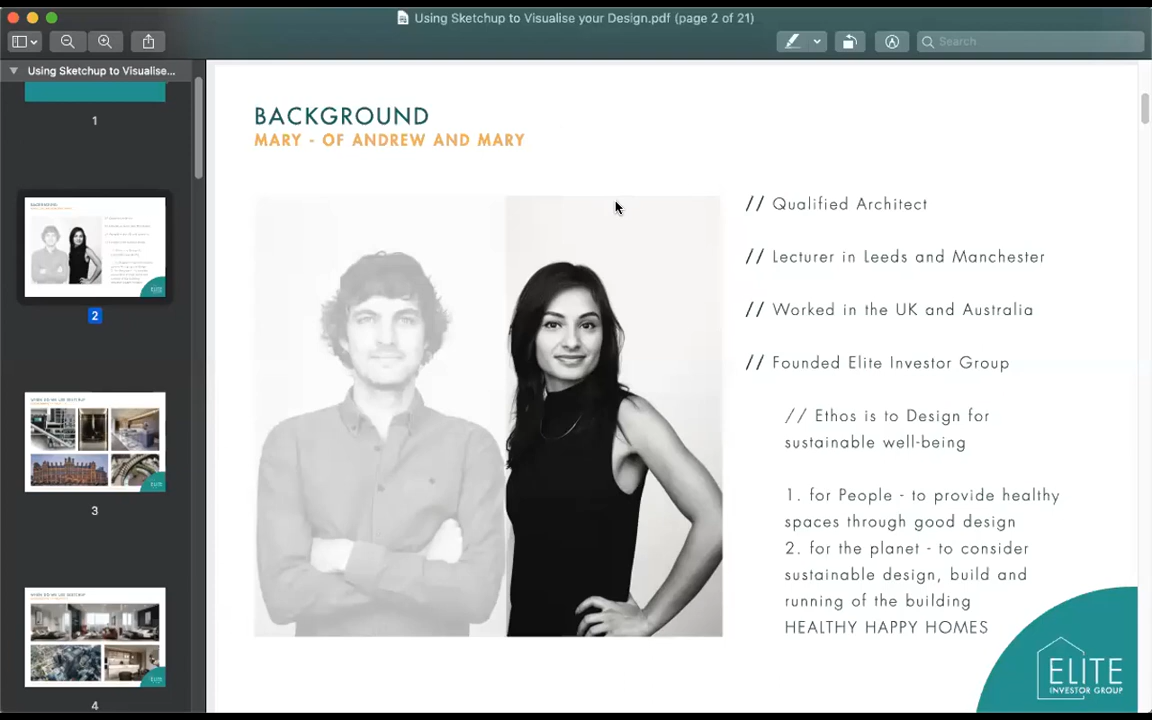 Using Sketchup to Visualise your Design.pdf (page 2 of 21)
Search
Using Sketchup to Visualise...
1
2
3
4
BACKGROUND
MARY - OF ANDREW AND MARY
// Qualified Architect
// Lecturer in Leeds and Manchester
// Worked in the UK and Australia
// Founded Elite Investor Group
// Ethos is to Design for
sustainable well-being
1. for People - to provide healthy
spaces through good design
2. for the planet - to consider
sustainable design, build and
running of the building
HEALTHY HAPPY HOMES
ELITE
INVESTOR GROUP